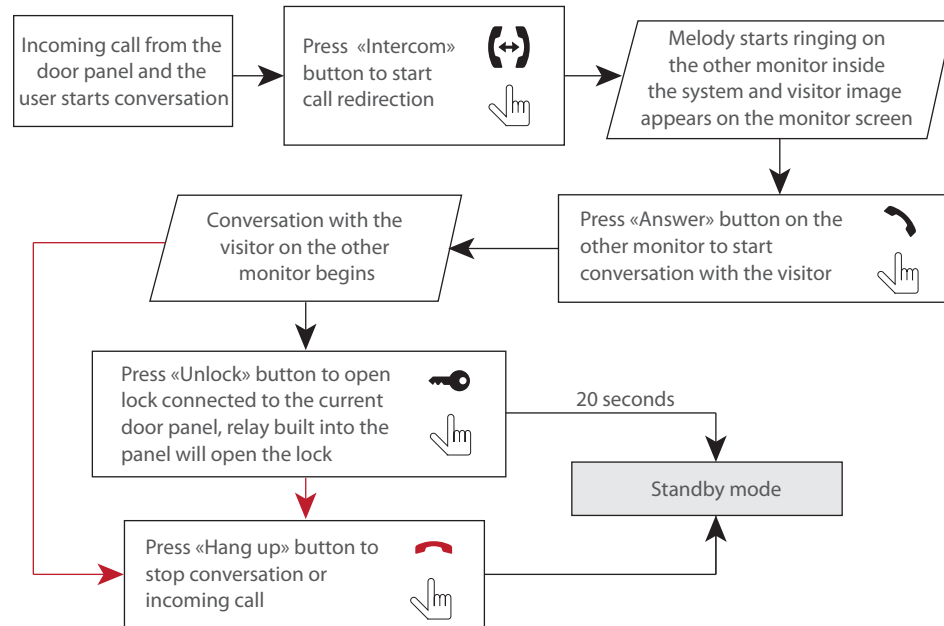 Incoming call from the
door panel and the
user starts conversation
Press «Intercom»
button to start
call redirection
Melody starts ringing on
the other monitor inside
the system and visitor image
appears on the monitor screen
Press «Answer» button on the
other monitor to start
conversation with the visitor
Conversation with the
visitor on the other
monitor begins
Press «Unlock» button to open
lock connected to the current
door panel, relay built into the
panel will open the lock
20 seconds
Standby mode
Press «Hang up» button to
stop conversation or
incoming call